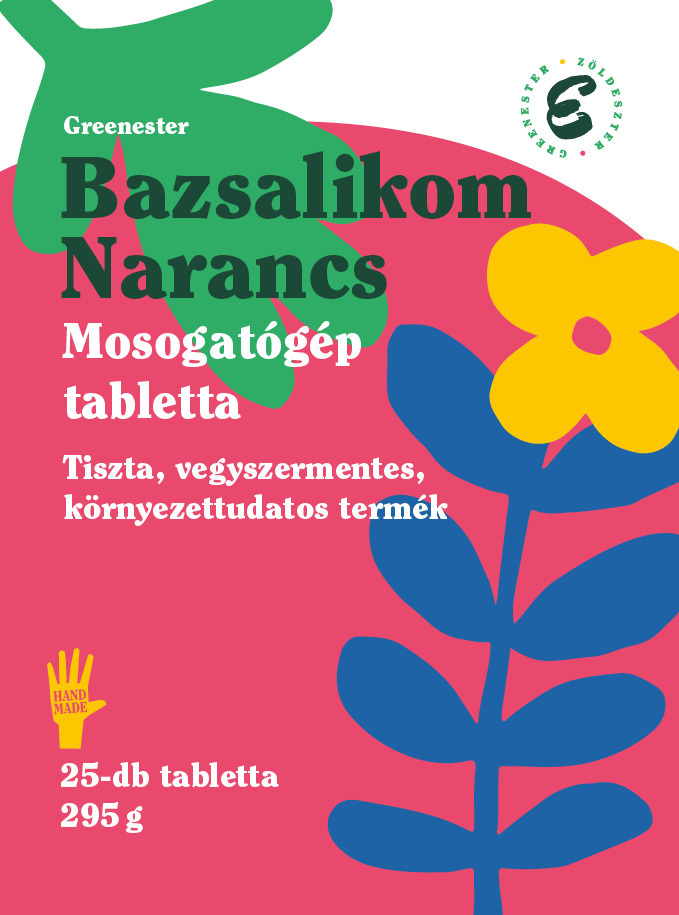 GREENESTER • ZÖLDESZTER •
Greenester
Bazsalikom
Narancs
Mosogatógép
tabletta
Tiszta, vegyszermentes,
környezettudatos termék
HAND
MADE
25-db tabletta
295 g